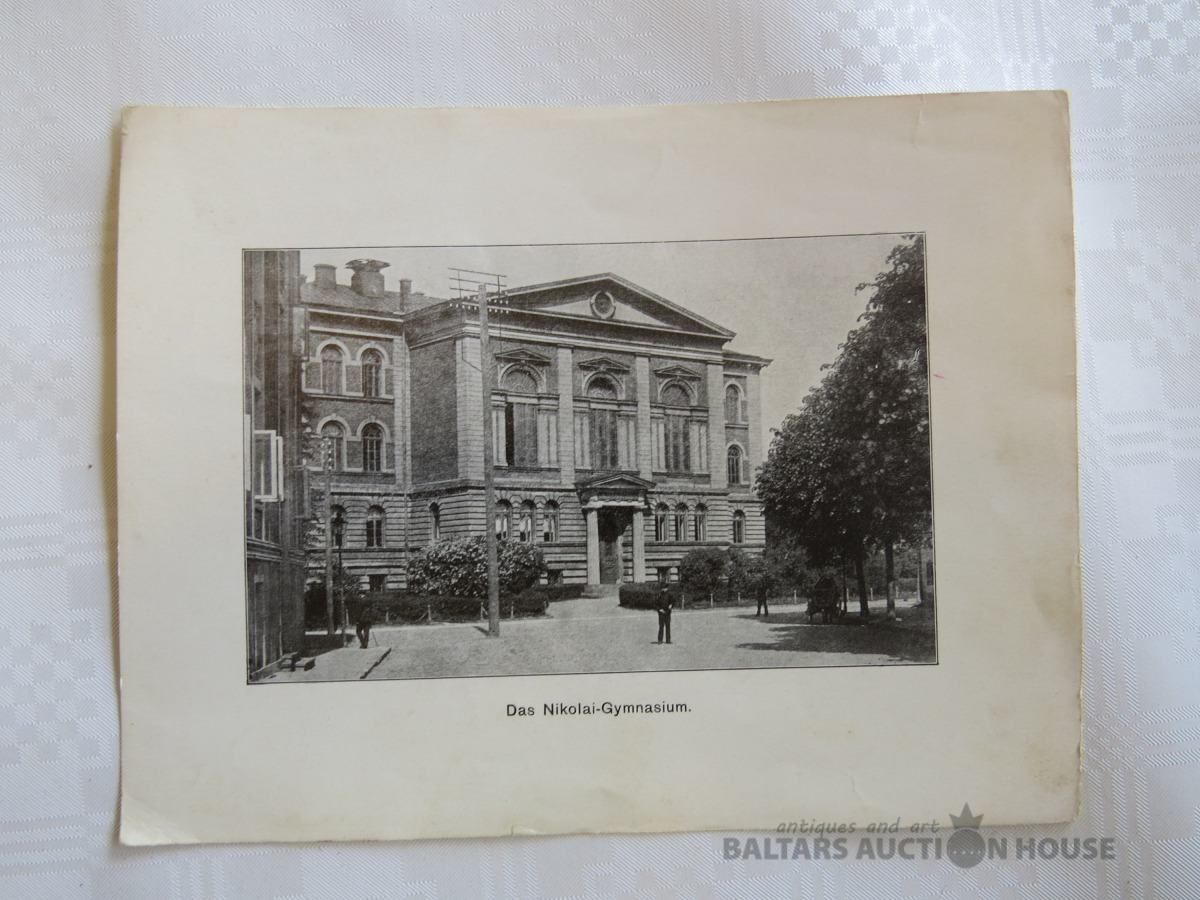 Das Nikolai-Gymnasium.
antiques and art
BALTARS AUCTION HOUSE